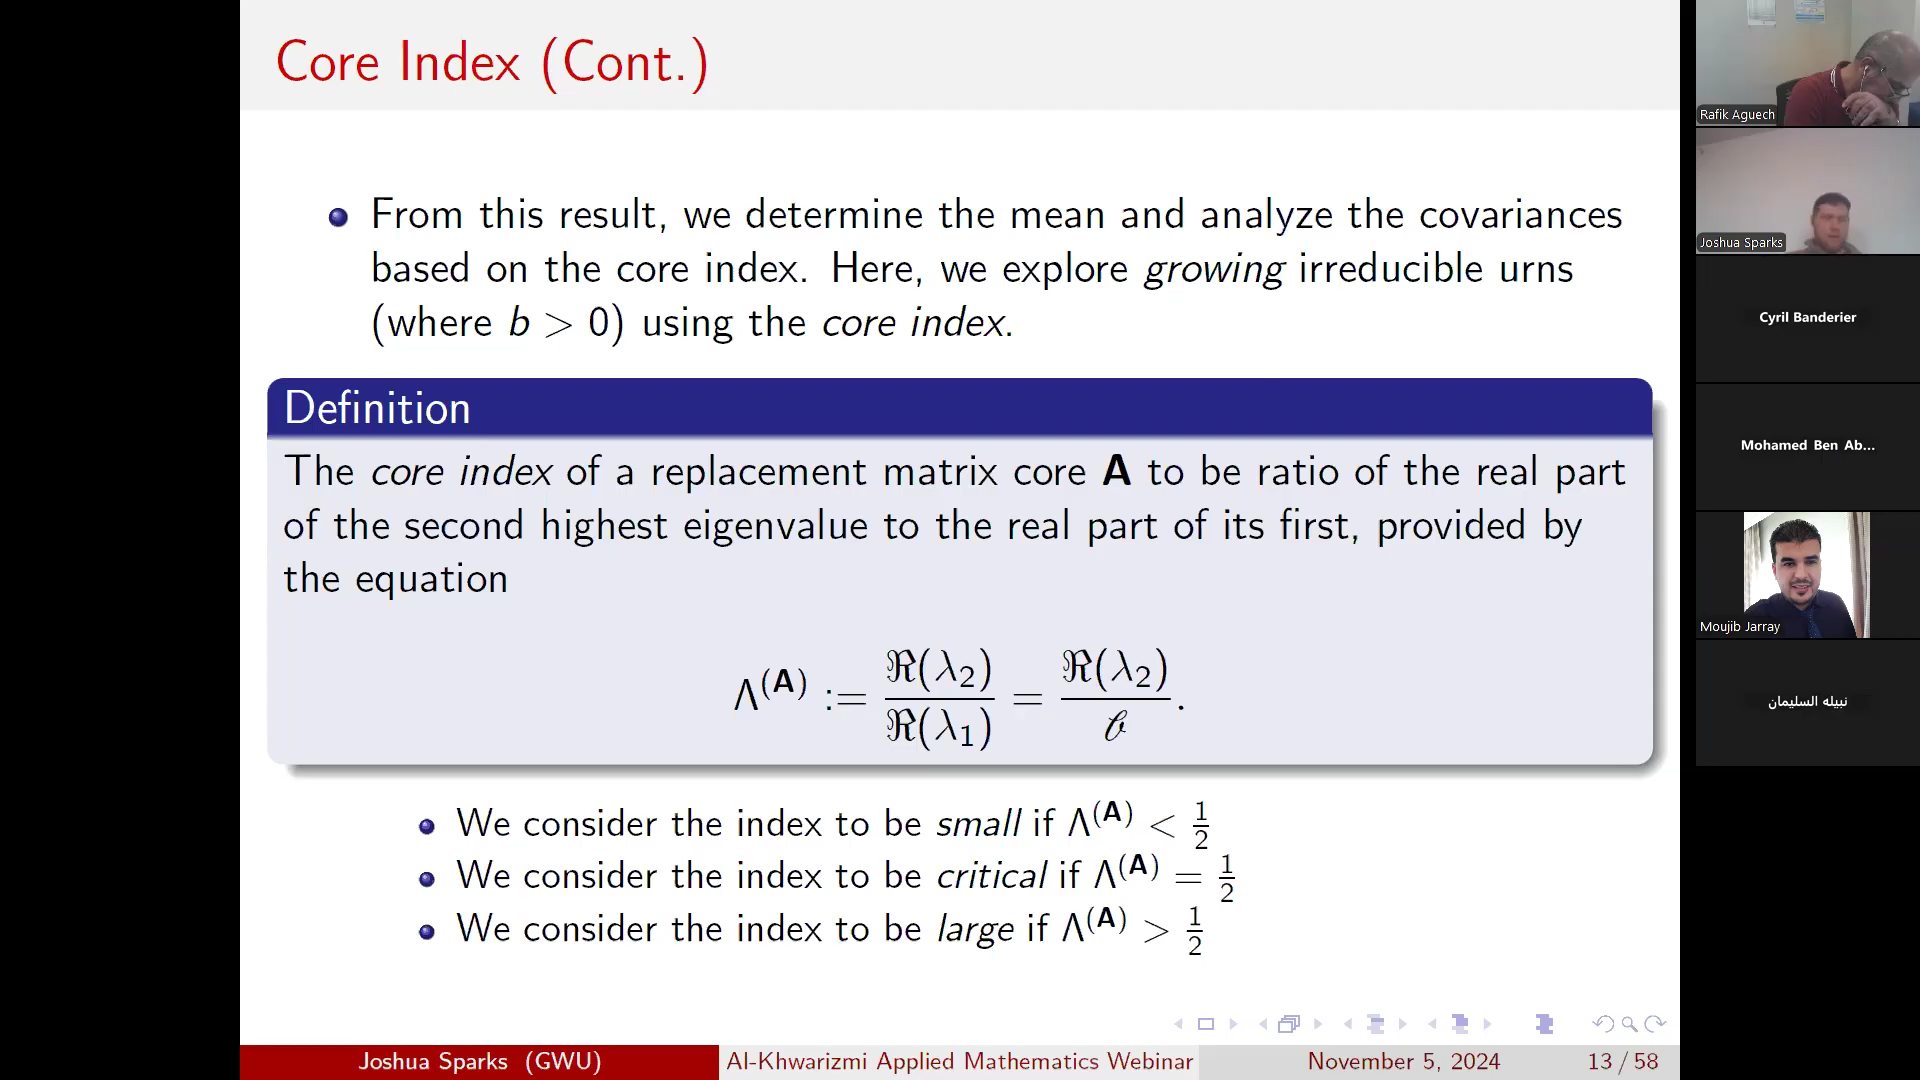 Core Index (Cont.)
From this result, we determine the mean and analyze the covariances
based on the core index. Here, we explore growing irreducible urns
(where b > 0) using the core index.
Definition
The core index of a replacement matrix core A to be ratio of the real part
of the second highest eigenvalue to the real part of its first, provided by
the equation
Λ^(A) := ℜ(λ₂)/ℜ(λ₁) = ℜ(λ₂)/𝒷.
We consider the index to be small if Λ^(A) < 1/2
We consider the index to be critical if Λ^(A) = 1/2
We consider the index to be large if Λ^(A) > 1/2
Joshua Sparks (GWU)
Al-Khwarizmi Applied Mathematics Webinar
November 5, 2024
13 / 58
Rafik Aguech
Joshua Sparks
Cyril Banderier
Mohamed Ben Ab...
Moujib Jarray
نبيله السليمان